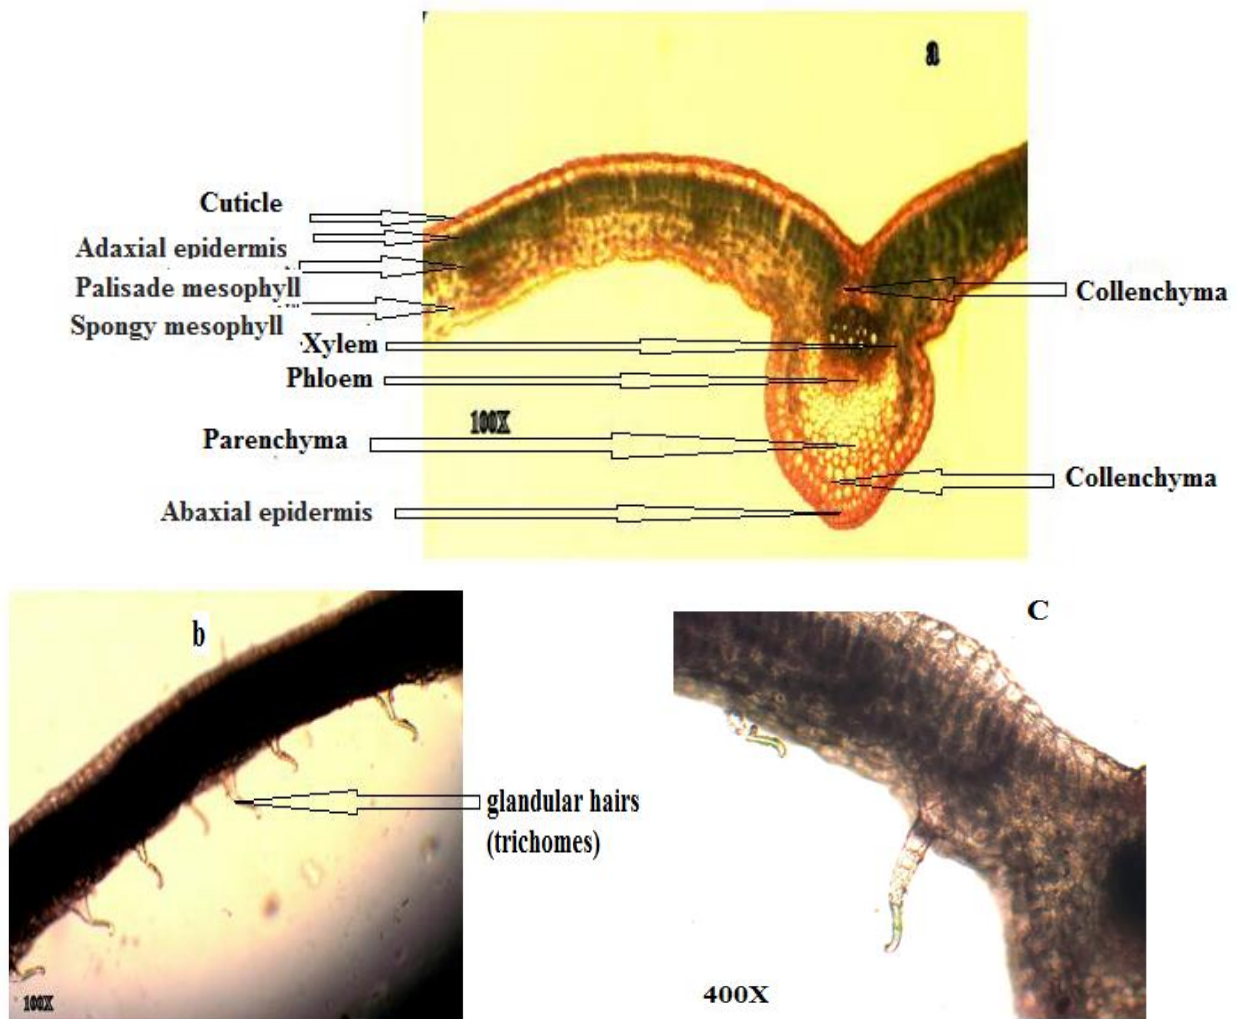 a
Cuticle
Adaxial epidermis
Palisade mesophyll
Spongy mesophyll
Xylem
Phloem
100X
Parenchyma
Abaxial epidermis
Collenchyma
Collenchyma
b
glandular hairs
(trichomes)
100X
C
400X